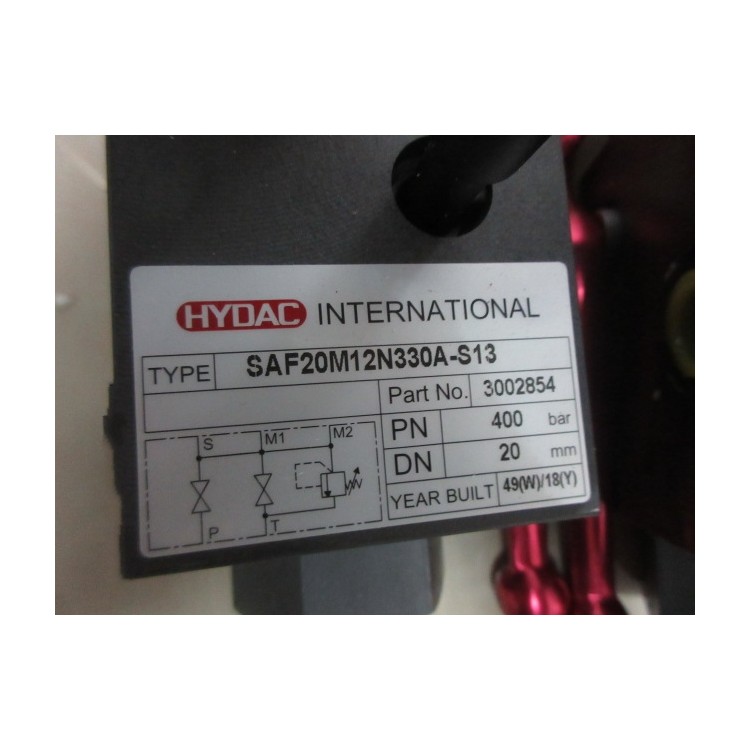 HYDAC INTERNATIONAL
TYPE SAF20M12N330A-S13
Part No. 3002854
PN 400 bar
DN 20 mm
YEAR BUILT 49(W)/18(Y)
S M1 M2
P T